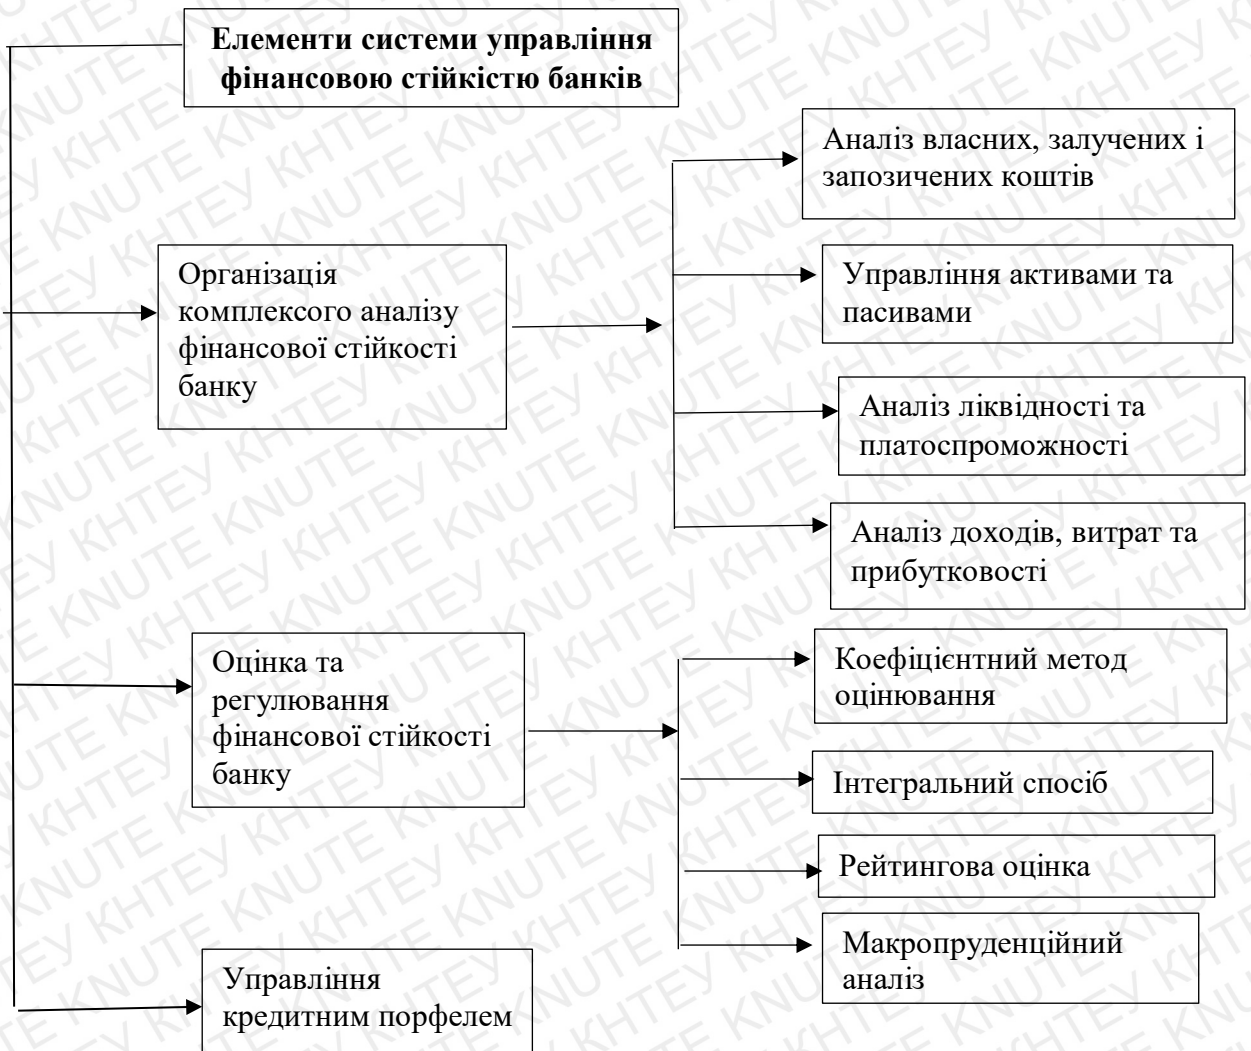 Елементи системи управління
фінансовою стійкістю банків
Організація
комплексого аналізу
фінансової стійкості
банку
Аналіз власних, залучених і
запозичених коштів
Управління активами та
пасивами
Аналіз ліквідності та
платоспроможності
Аналіз доходів, витрат та
прибутковості
Оцінка та
регулювання
фінансової стійкості
банку
Коефіцієнтний метод
оцінювання
Інтегральний спосіб
Рейтингова оцінка
Макропруденційний
аналіз
Управління
кредитним порфелем